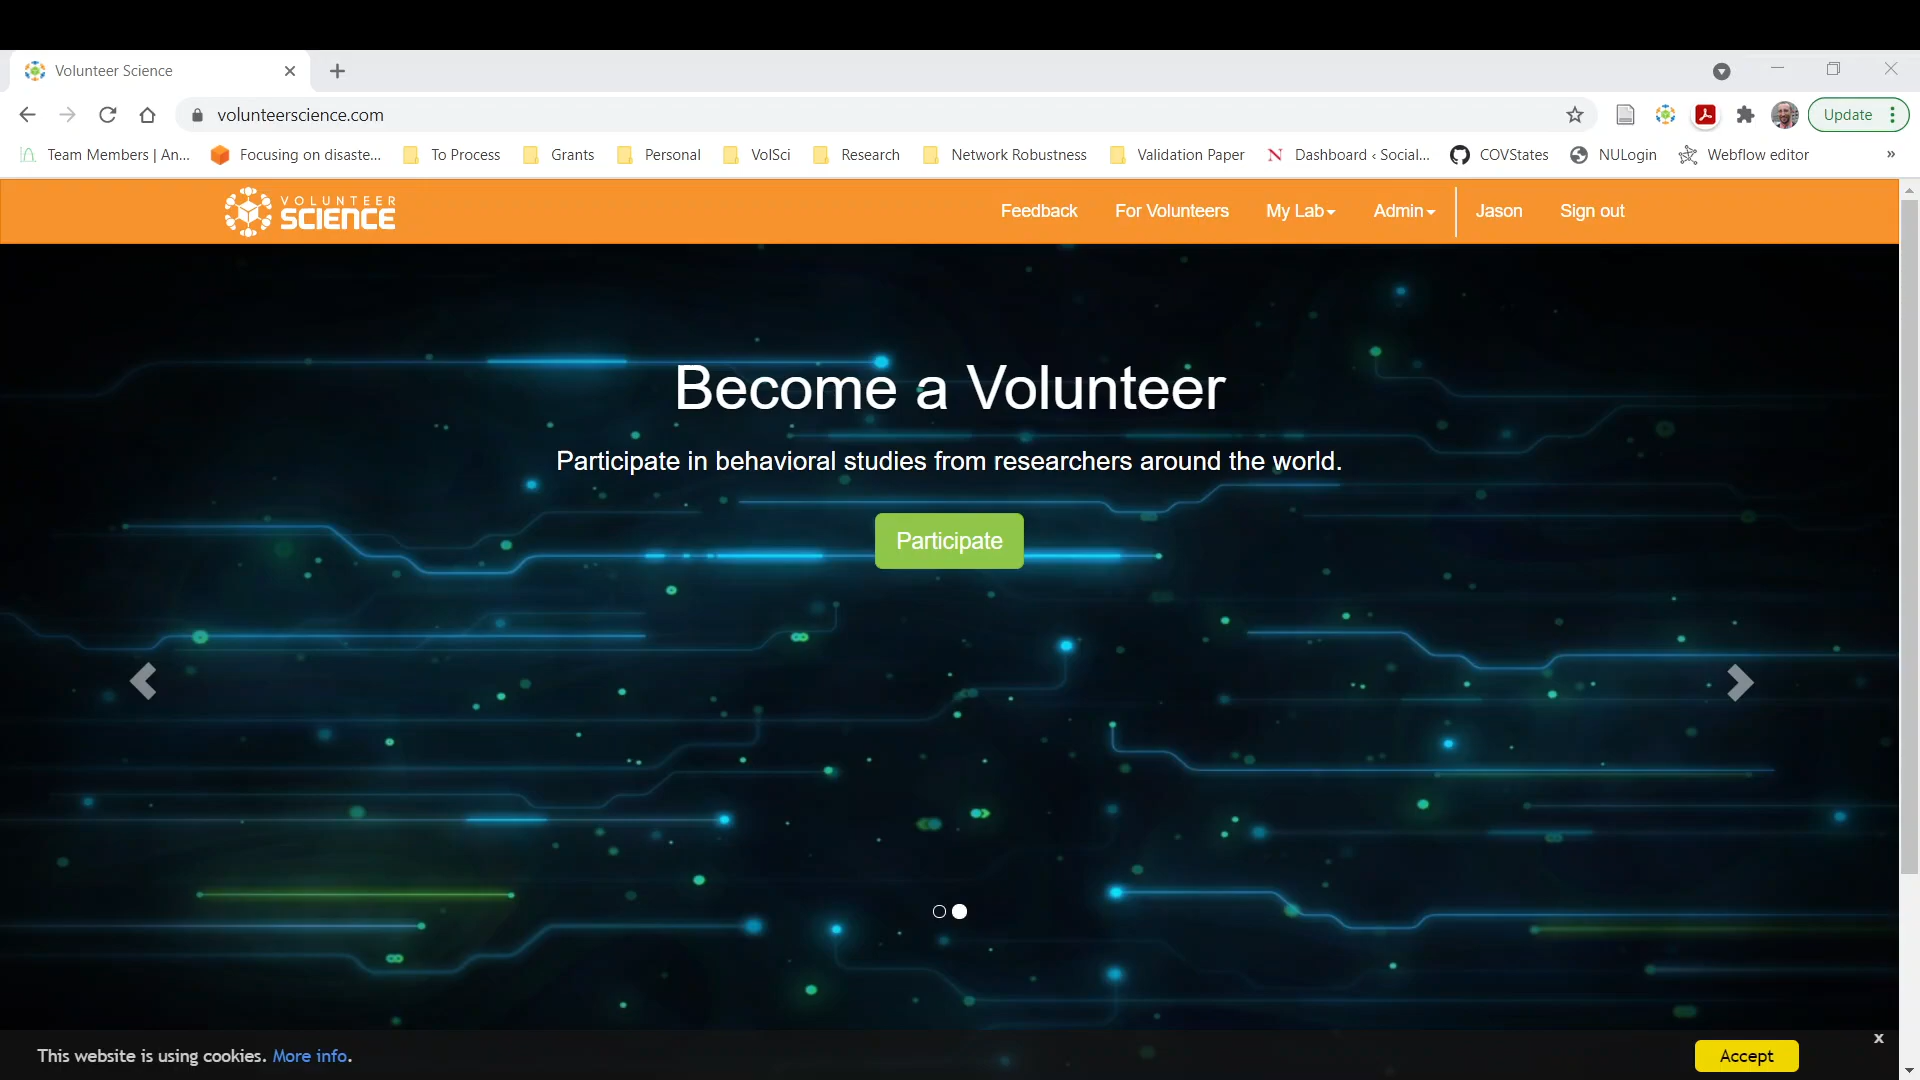 Volunteer Science
volunteerscience.com
Update
Team Members | An...
Focusing on disaste...
To Process
Grants
Personal
VolSci
Research
Network Robustness
Validation Paper
Dashboard ‹ Social...
COVStates
NULogin
Webflow editor
»
VOLUNTEER
SCIENCE
Feedback
For Volunteers
My Lab
Admin
Jason
Sign out
Become a Volunteer
Participate in behavioral studies from researchers around the world.
Participate
This website is using cookies. More info.
x
Accept